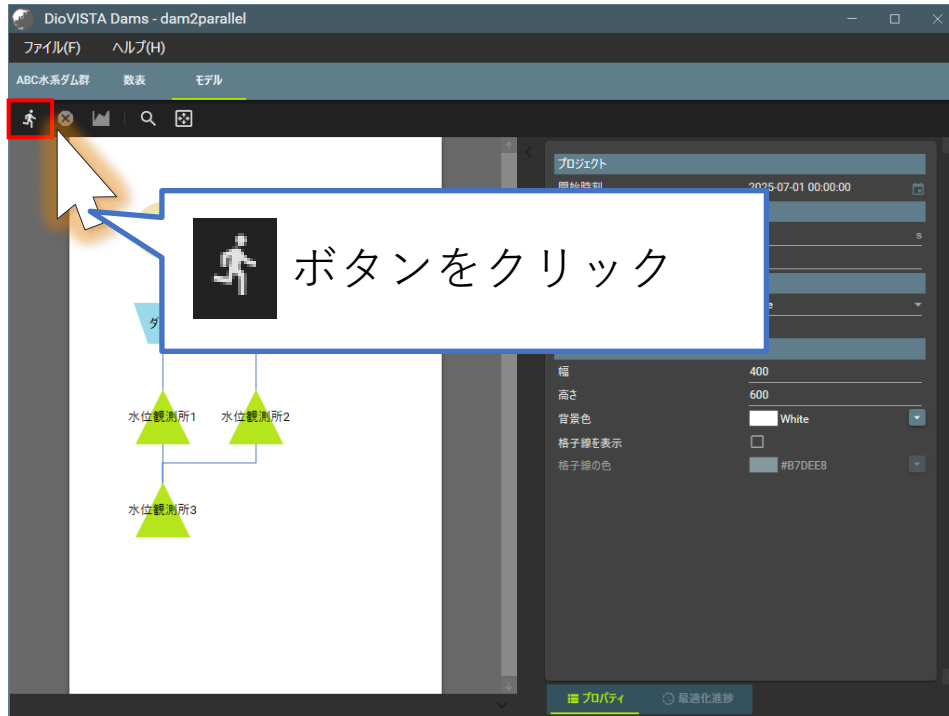 DioVISTA Dams - dam2parallel
ファイル(F) ヘルプ(H)
ABC水系ダム群 数表 モデル
プロジェクト
開始時刻 2025-07-01 00:00:00
s
ボタンをクリック
ダ
幅 400
高さ 600
背景色 White
格子線を表示
格子線の色 #B7DEE8
水位観測所1 水位観測所2
水位観測所3
プロパティ 最適化進捗